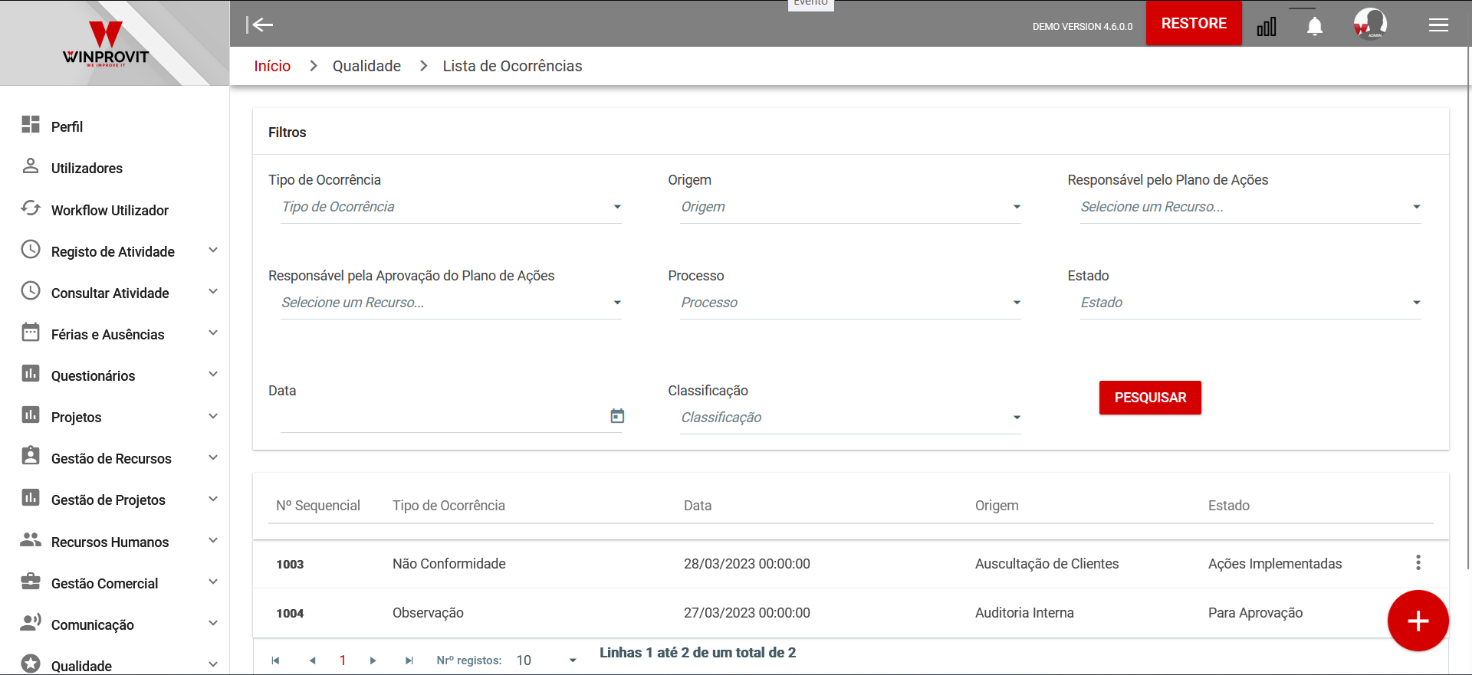 Evento
WINPROVIT
WE IMPROVE IT
DEMO VERSION 4.6.0.0
RESTORE
Início > Qualidade > Lista de Ocorrências
Perfil
Utilizadores
Workflow Utilizador
Registo de Atividade
Consultar Atividade
Férias e Ausências
Questionários
Projetos
Gestão de Recursos
Gestão de Projetos
Recursos Humanos
Gestão Comercial
Comunicação
Qualidade
Filtros
Tipo de Ocorrência Origem Responsável pelo Plano de Ações
Tipo de Ocorrência Origem Selecione um Recurso...
Responsável pela Aprovação do Plano de Ações Processo Estado
Selecione um Recurso... Processo Estado
Data Classificação
Classificação
PESQUISAR
Nº Sequencial Tipo de Ocorrência Data Origem Estado
1003 Não Conformidade 28/03/2023 00:00:00 Auscultação de Clientes Ações Implementadas
1004 Observação 27/03/2023 00:00:00 Auditoria Interna Para Aprovação
1 Nrº registos: 10 Linhas 1 até 2 de um total de 2